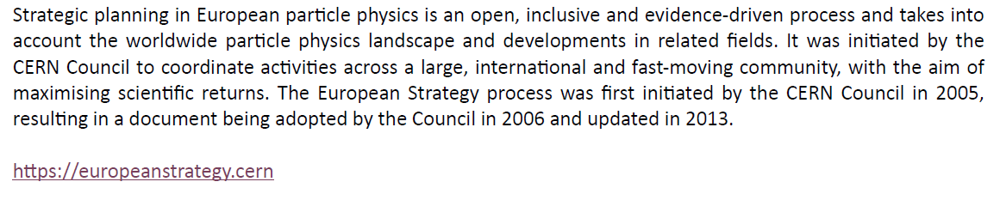 Strategic planning in European particle physics is an open, inclusive and evidence-driven process and takes into
account the worldwide particle physics landscape and developments in related fields. It was initiated by the
CERN Council to coordinate activities across a large, international and fast-moving community, with the aim of
maximising scientific returns. The European Strategy process was first initiated by the CERN Council in 2005,
resulting in a document being adopted by the Council in 2006 and updated in 2013.
https://europeanstrategy.cern